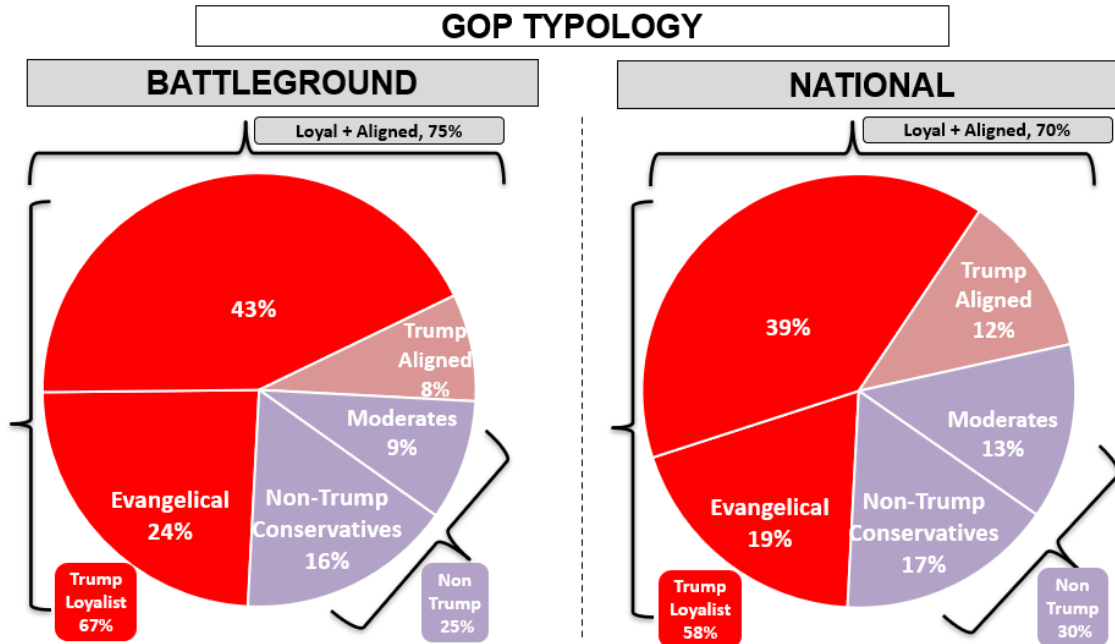 GOP TYPOLOGY
BATTLEGROUND
Loyal + Aligned, 75%
43%
Trump
Aligned
8%
Moderates
9%
Non-Trump
Conservatives
16%
Evangelical
24%
Trump
Loyalist
67%
Non
Trump
25%
NATIONAL
Loyal + Aligned, 70%
39%
Trump
Aligned
12%
Moderates
13%
Non-Trump
Conservatives
17%
Evangelical
19%
Trump
Loyalist
58%
Non
Trump
30%